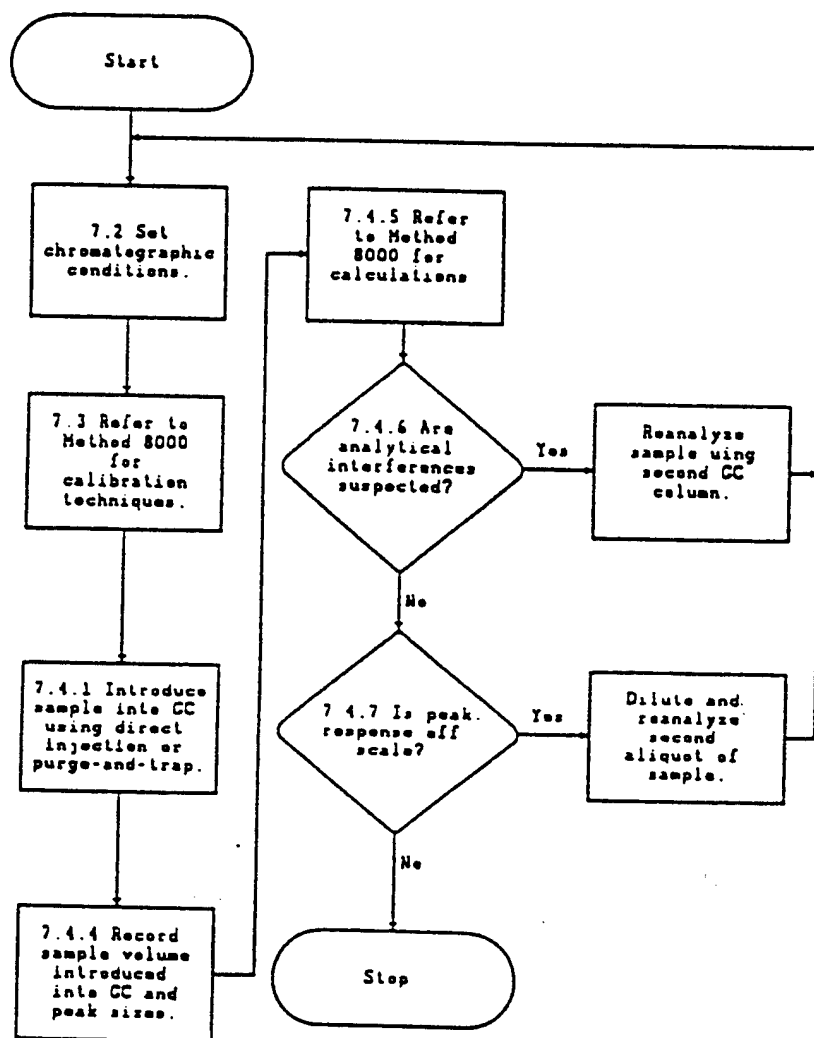 Start
7.2 Set
chromatographic
conditions.
7.3 Refer to
Method 8000
for
calibration
techniques.
7.4.1 Introduce
sample into GC
using direct
injection or
purge-and-trap.
7.4.4 Record
sample volume
introduced
into GC and
peak sizes.
7.4.5 Refer
to Method
8000 for
calculations
7.4.6 Are
analytical
interferences
suspected?
Yes
Reanalyze
sample using
second GC
column.
No
7 4.7 Is peak
response off
scale?
Yes
Dilute and
reanalyze
second
aliquot of
sample.
No
Stop